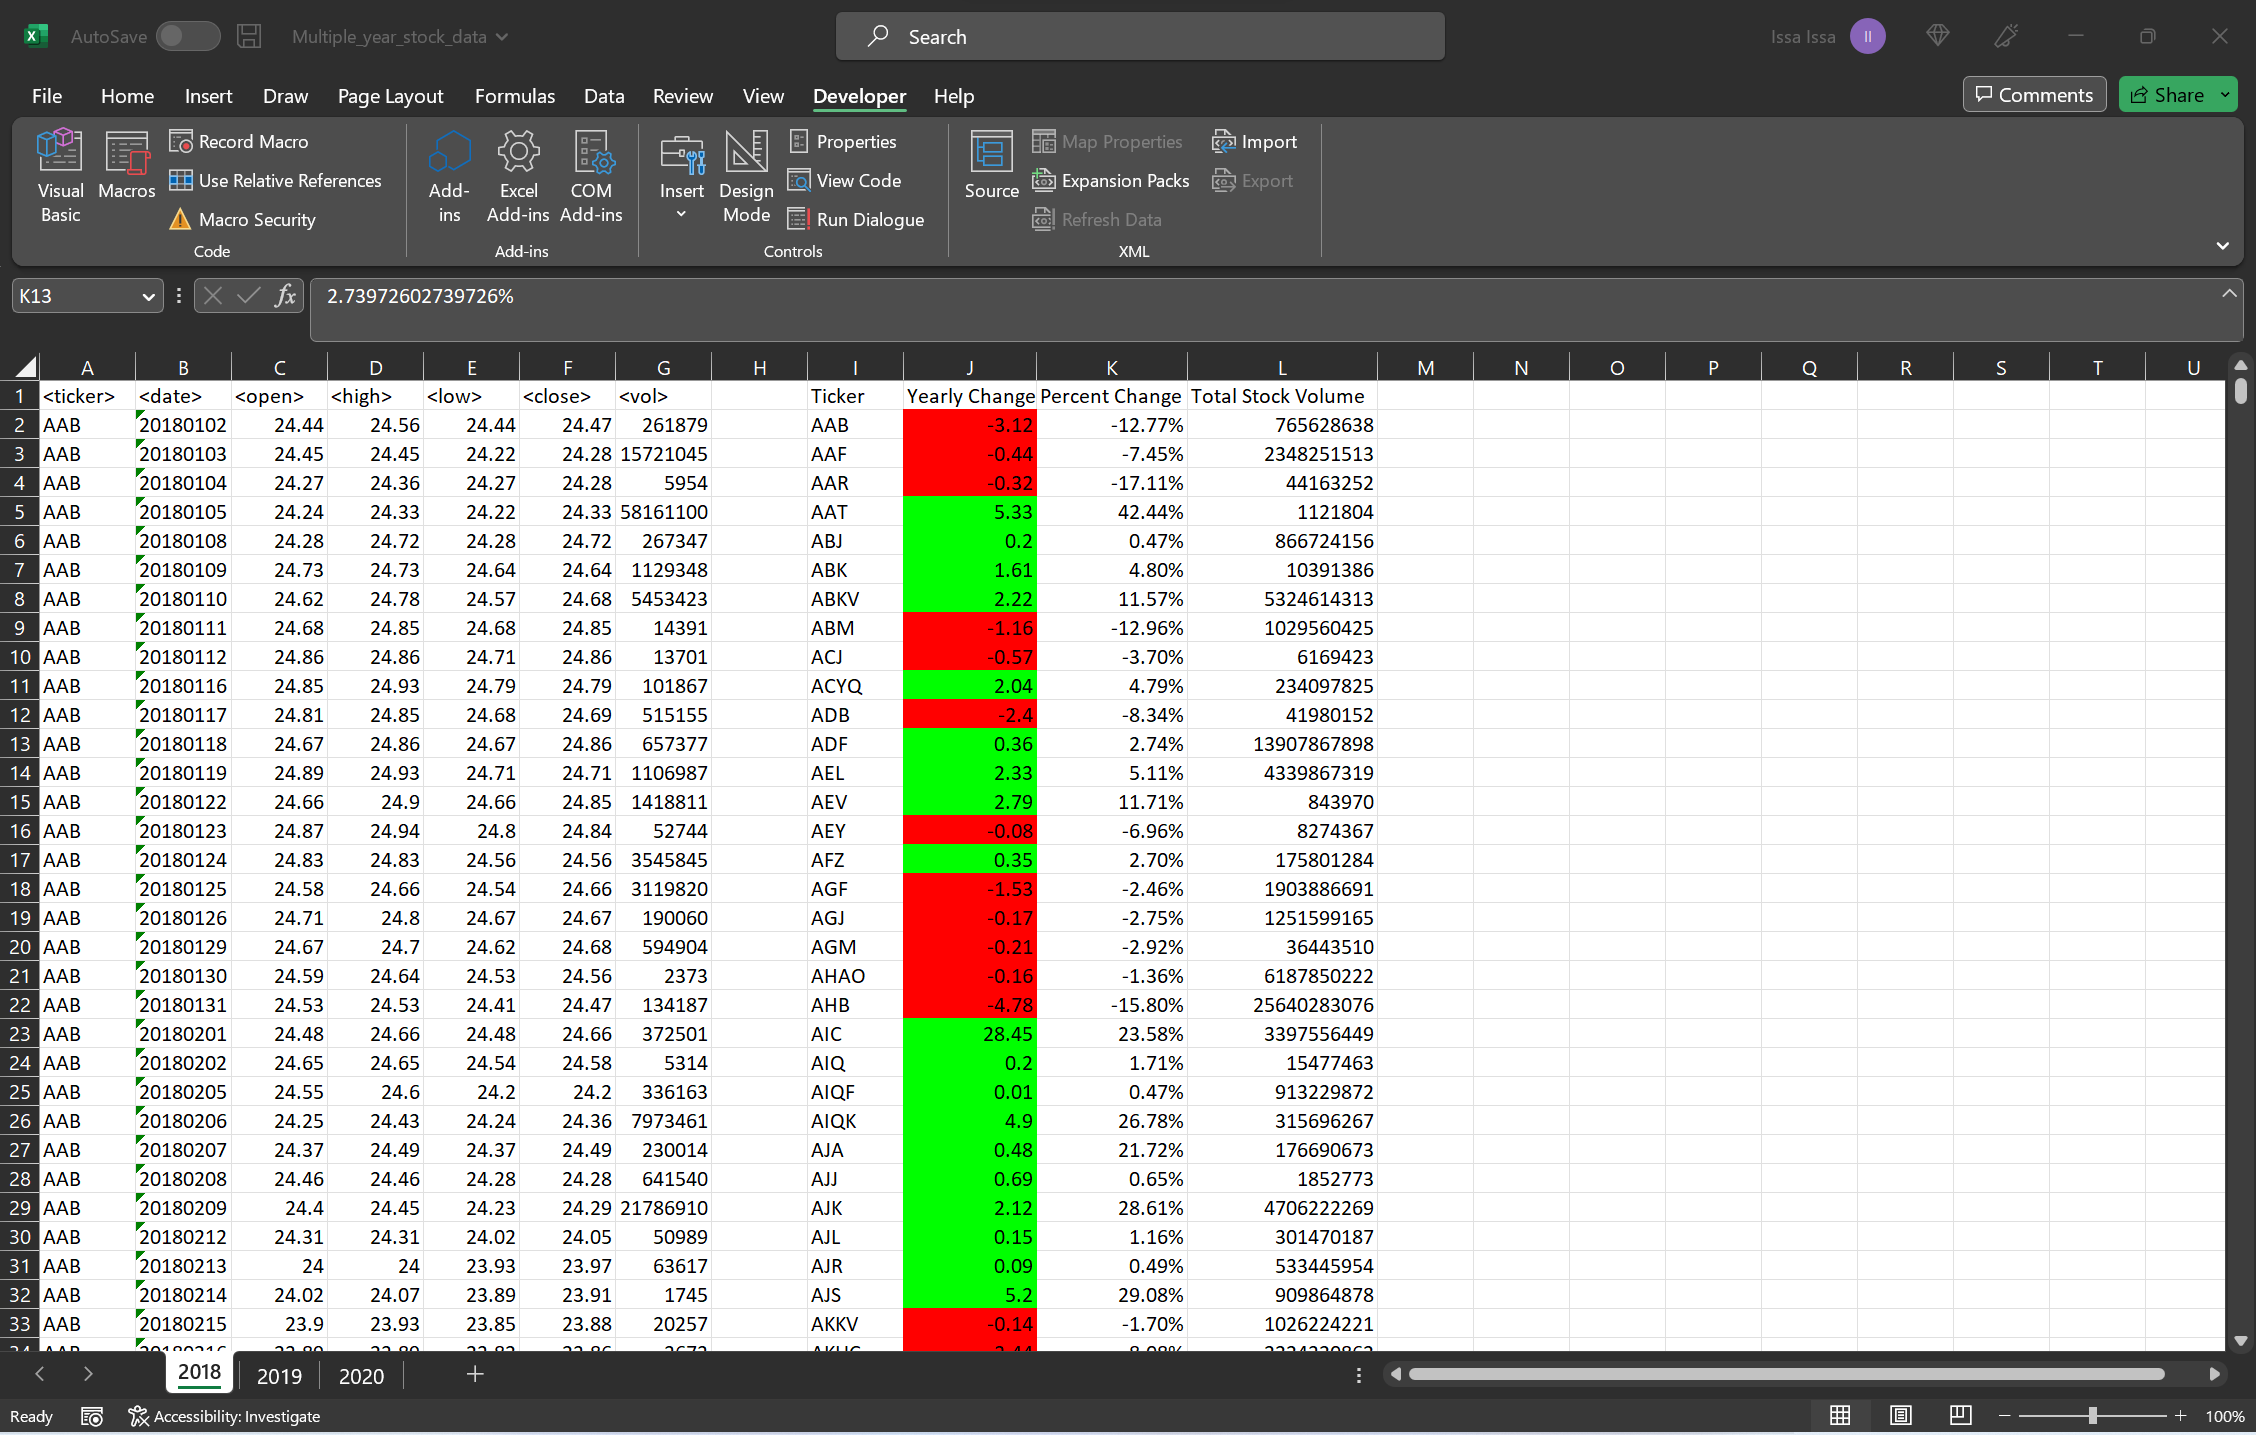 AutoSave Multiple_year_stock_data Search Issa Issa II
File Home Insert Draw Page Layout Formulas Data Review View Developer Help Comments Share
Visual Basic Macros Record Macro Use Relative References Macro Security Code
Add-ins Excel Add-ins COM Add-ins Add-ins
Insert Design Mode Properties View Code Run Dialogue Controls
Source Map Properties Expansion Packs Refresh Data Import Export XML
K13 fx 2.73972602739726%
A B C D E F G H I J K L M N O P Q R S T U
1 <ticker> <date> <open> <high> <low> <close> <vol> Ticker Yearly Change Percent Change Total Stock Volume
2 AAB 20180102 24.44 24.56 24.44 24.47 261879 AAB -3.12 -12.77% 765628638
3 AAB 20180103 24.45 24.45 24.22 24.28 15721045 AAF -0.44 -7.45% 2348251513
4 AAB 20180104 24.27 24.36 24.27 24.28 5954 AAR -0.32 -17.11% 44163252
5 AAB 20180105 24.24 24.33 24.22 24.33 58161100 AAT 5.33 42.44% 1121804
6 AAB 20180108 24.28 24.72 24.28 24.72 267347 ABJ 0.2 0.47% 866724156
7 AAB 20180109 24.73 24.73 24.64 24.64 1129348 ABK 1.61 4.80% 10391386
8 AAB 20180110 24.62 24.78 24.57 24.68 5453423 ABKV 2.22 11.57% 5324614313
9 AAB 20180111 24.68 24.85 24.68 24.85 14391 ABM -1.16 -12.96% 1029560425
10 AAB 20180112 24.86 24.86 24.71 24.86 13701 ACJ -0.57 -3.70% 6169423
11 AAB 20180116 24.85 24.93 24.79 24.79 101867 ACYQ 2.04 4.79% 234097825
12 AAB 20180117 24.81 24.85 24.68 24.69 515155 ADB -2.4 -8.34% 41980152
13 AAB 20180118 24.67 24.86 24.67 24.86 657377 ADF 0.36 2.74% 13907867898
14 AAB 20180119 24.89 24.93 24.71 24.71 1106987 AEL 2.33 5.11% 4339867319
15 AAB 20180122 24.66 24.9 24.66 24.85 1418811 AEV 2.79 11.71% 843970
16 AAB 20180123 24.87 24.94 24.8 24.84 52744 AEY -0.08 -6.96% 8274367
17 AAB 20180124 24.83 24.83 24.56 24.56 3545845 AFZ 0.35 2.70% 175801284
18 AAB 20180125 24.58 24.66 24.54 24.66 3119820 AGF -1.53 -2.46% 1903886691
19 AAB 20180126 24.71 24.8 24.67 24.67 190060 AGJ -0.17 -2.75% 1251599165
20 AAB 20180129 24.67 24.7 24.62 24.68 594904 AGM -0.21 -2.92% 36443510
21 AAB 20180130 24.59 24.64 24.53 24.56 2373 AHAO -0.16 -1.36% 6187850222
22 AAB 20180131 24.53 24.53 24.41 24.47 134187 AHB -4.78 -15.80% 25640283076
23 AAB 20180201 24.48 24.66 24.48 24.66 372501 AIC 28.45 23.58% 3397556449
24 AAB 20180202 24.65 24.65 24.54 24.58 5314 AIQ 0.2 1.71% 15477463
25 AAB 20180205 24.55 24.6 24.2 24.2 336163 AIQF 0.01 0.47% 913229872
26 AAB 20180206 24.25 24.43 24.24 24.36 7973461 AIQK 4.9 26.78% 315696267
27 AAB 20180207 24.37 24.49 24.37 24.49 230014 AJA 0.48 21.72% 176690673
28 AAB 20180208 24.46 24.46 24.28 24.28 641540 AJJ 0.69 0.65% 1852773
29 AAB 20180209 24.4 24.45 24.23 24.29 21786910 AJK 2.12 28.61% 4706222269
30 AAB 20180212 24.31 24.31 24.02 24.05 50989 AJL 0.15 1.16% 301470187
31 AAB 20180213 24 24 23.93 23.97 63617 AJR 0.09 0.49% 533445954
32 AAB 20180214 24.02 24.07 23.89 23.91 1745 AJS 5.2 29.08% 909864878
33 AAB 20180215 23.9 23.93 23.85 23.88 20257 AKKV -0.14 -1.70% 1026224221
2018 2019 2020
Ready Accessibility: Investigate 100%